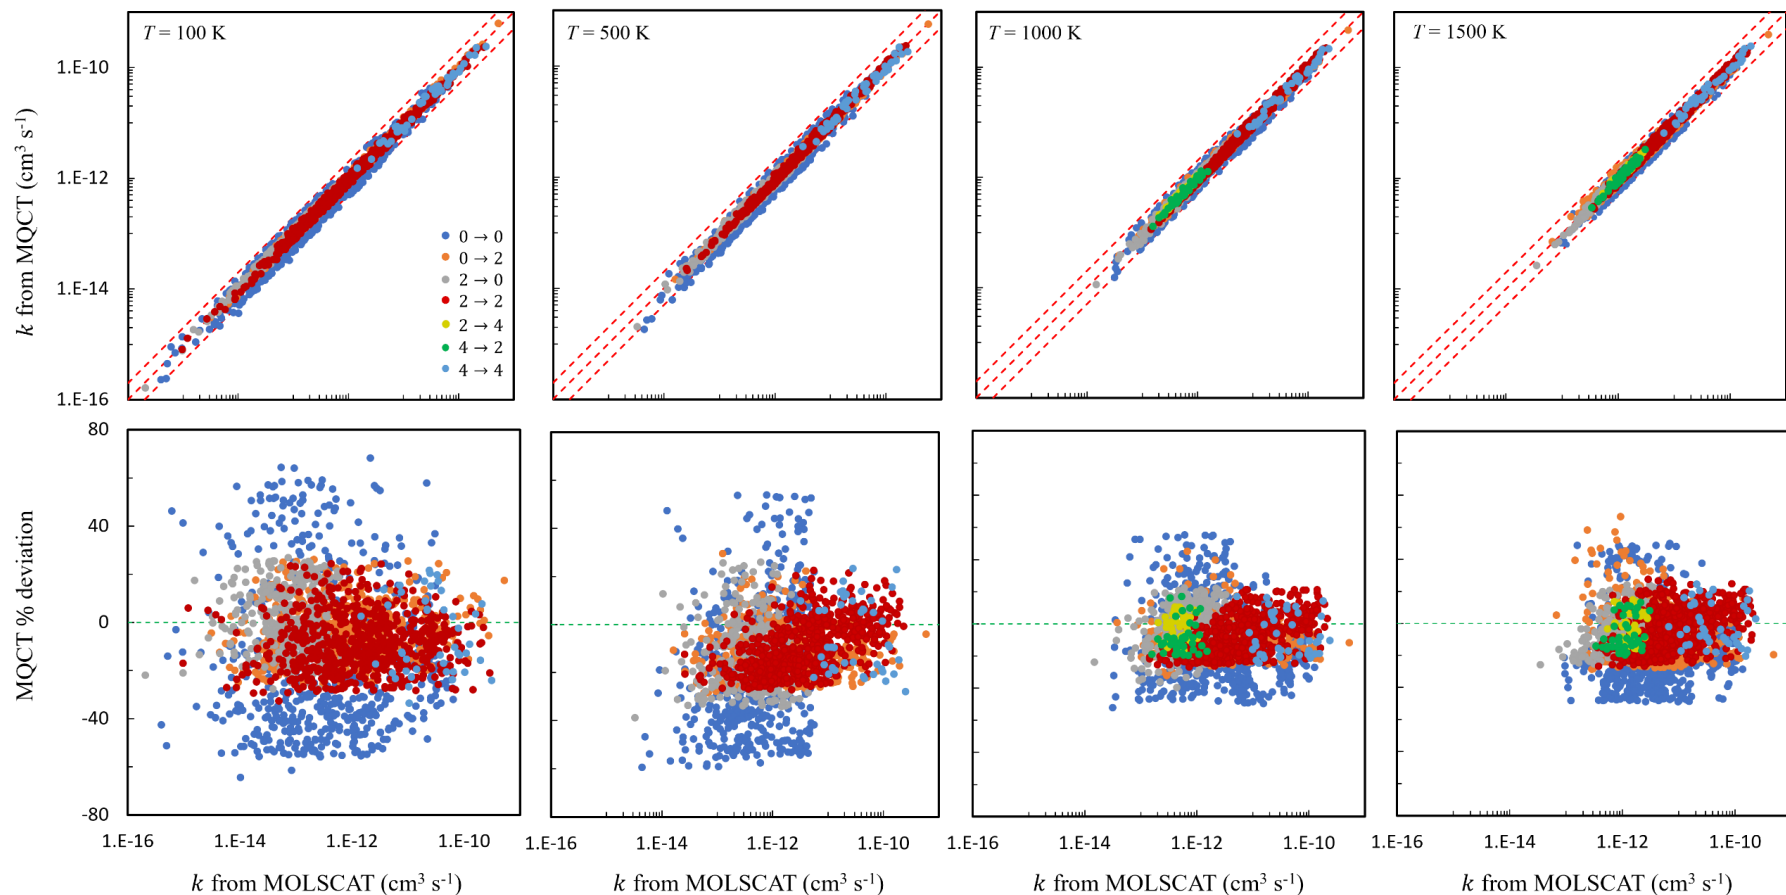 T = 100 K
T = 500 K
T = 1000 K
T = 1500 K
k from MQCT (cm³ s⁻¹)
1.E-10
1.E-12
1.E-14
1.E-16
0 → 0
0 → 2
2 → 0
2 → 2
2 → 4
4 → 2
4 → 4
MQCT % deviation
80
40
0
-40
-80
1.E-16 1.E-14 1.E-12 1.E-10
1.E-16 1.E-14 1.E-12 1.E-10
1.E-16 1.E-14 1.E-12 1.E-10
1.E-16 1.E-14 1.E-12 1.E-10
k from MOLSCAT (cm³ s⁻¹)
k from MOLSCAT (cm³ s⁻¹)
k from MOLSCAT (cm³ s⁻¹)
k from MOLSCAT (cm³ s⁻¹)